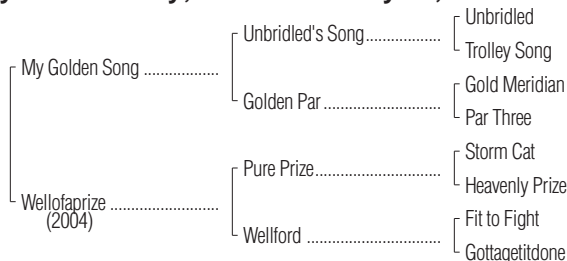 Unbridled
Unbridled's Song..................
Trolley Song
My Golden Song ..................
Gold Meridian
Golden Par ............................
Par Three
Storm Cat
Pure Prize..............................
Heavenly Prize
Wellofaprize ..........................
(2004)
Fit to Fight
Wellford ................................
Gottagetitdone